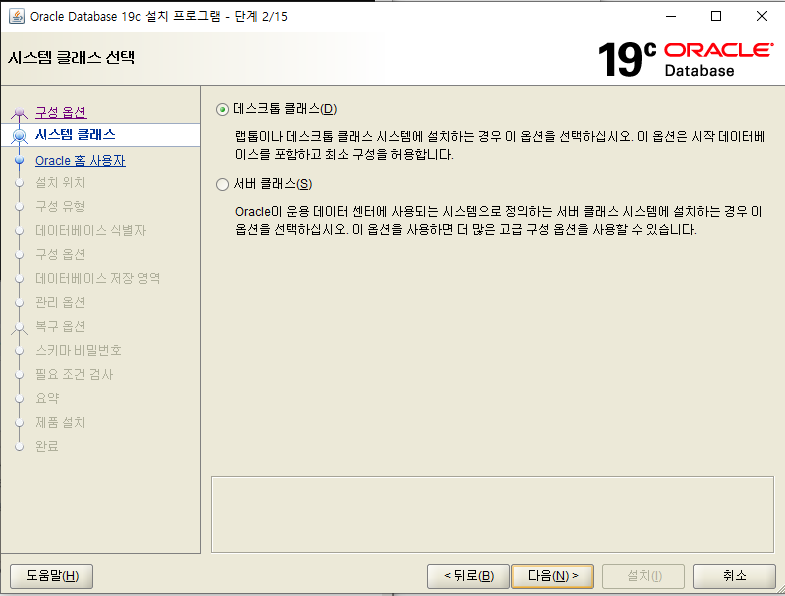 Oracle Database 19c 설치 프로그램 - 단계 2/15
시스템 클래스 선택
19c ORACLE
Database
구성 옵션
시스템 클래스
Oracle 홈 사용자
설치 위치
구성 유형
데이터베이스 식별자
구성 옵션
데이터베이스 저장 영역
관리 옵션
복구 옵션
스키마 비밀번호
필요 조건 검사
요약
제품 설치
완료
데스크톱 클래스(D)
랩톱이나 데스크톱 클래스 시스템에 설치하는 경우 이 옵션을 선택하십시오. 이 옵션은 시작 데이터베
이스를 포함하고 최소 구성을 허용합니다.
서버 클래스(S)
Oracle이 운용 데이터 센터에 사용되는 시스템으로 정의하는 서버 클래스 시스템에 설치하는 경우 이
옵션을 선택하십시오. 이 옵션을 사용하면 더 많은 고급 구성 옵션을 사용할 수 있습니다.
도움말(H)
< 뒤로(B)
다음(N) >
설치(I)
취소